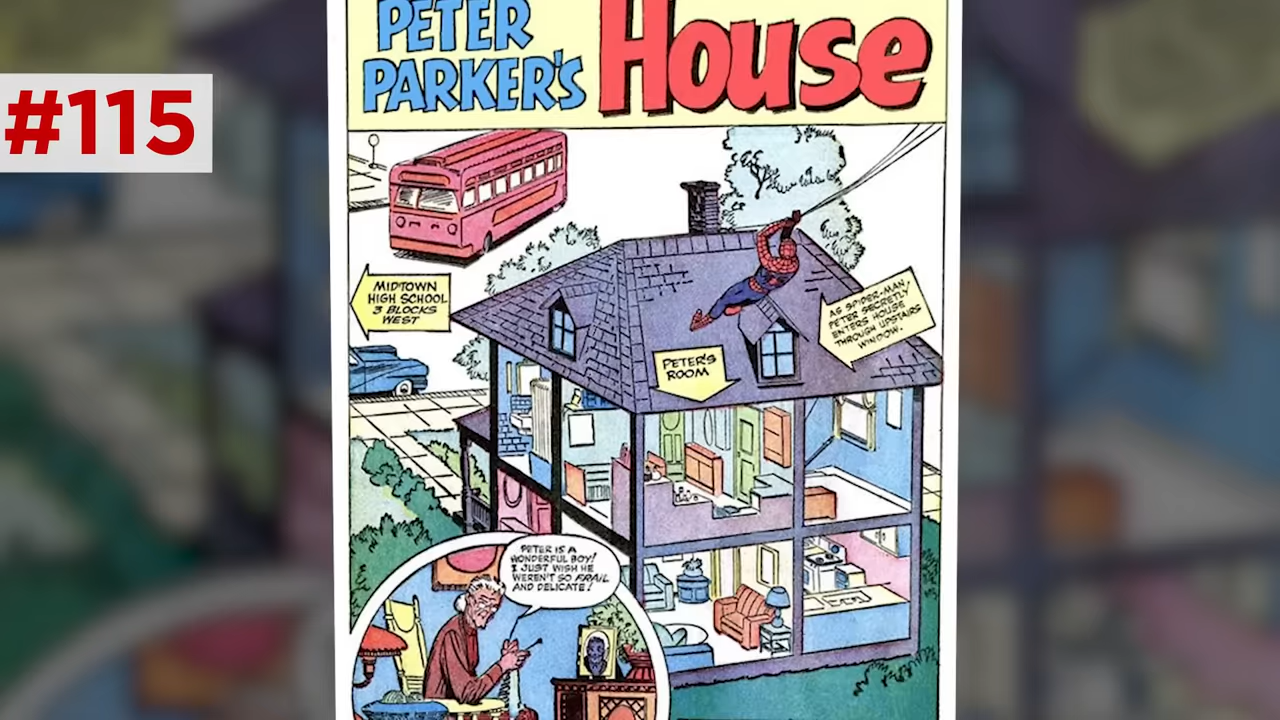 PETER
PARKER'S
House
#115
MIDTOWN
HIGH SCHOOL
3 BLOCKS
WEST
AS SPIDER-MAN,
PETER SECRETLY
ENTERS HOUSE
THROUGH UPSTAIRS
WINDOW.
PETER'S
ROOM
PETER IS A
WONDERFUL BOY!
I JUST WISH HE
WEREN'T SO FRAIL
AND DELICATE!